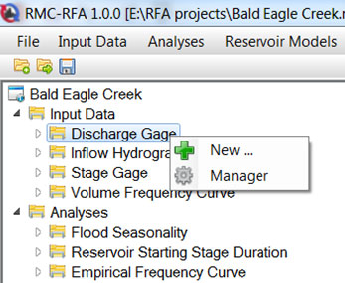 RMC-RFA 1.0.0 [E:\RFA projects\Bald Eagle Creek.r
File Input Data Analyses Reservoir Models
Bald Eagle Creek
Input Data
Discharge Gage
New ...
Inflow Hydrogra
Manager
Stage Gage
Volume Frequency Curve
Analyses
Flood Seasonality
Reservoir Starting Stage Duration
Empirical Frequency Curve